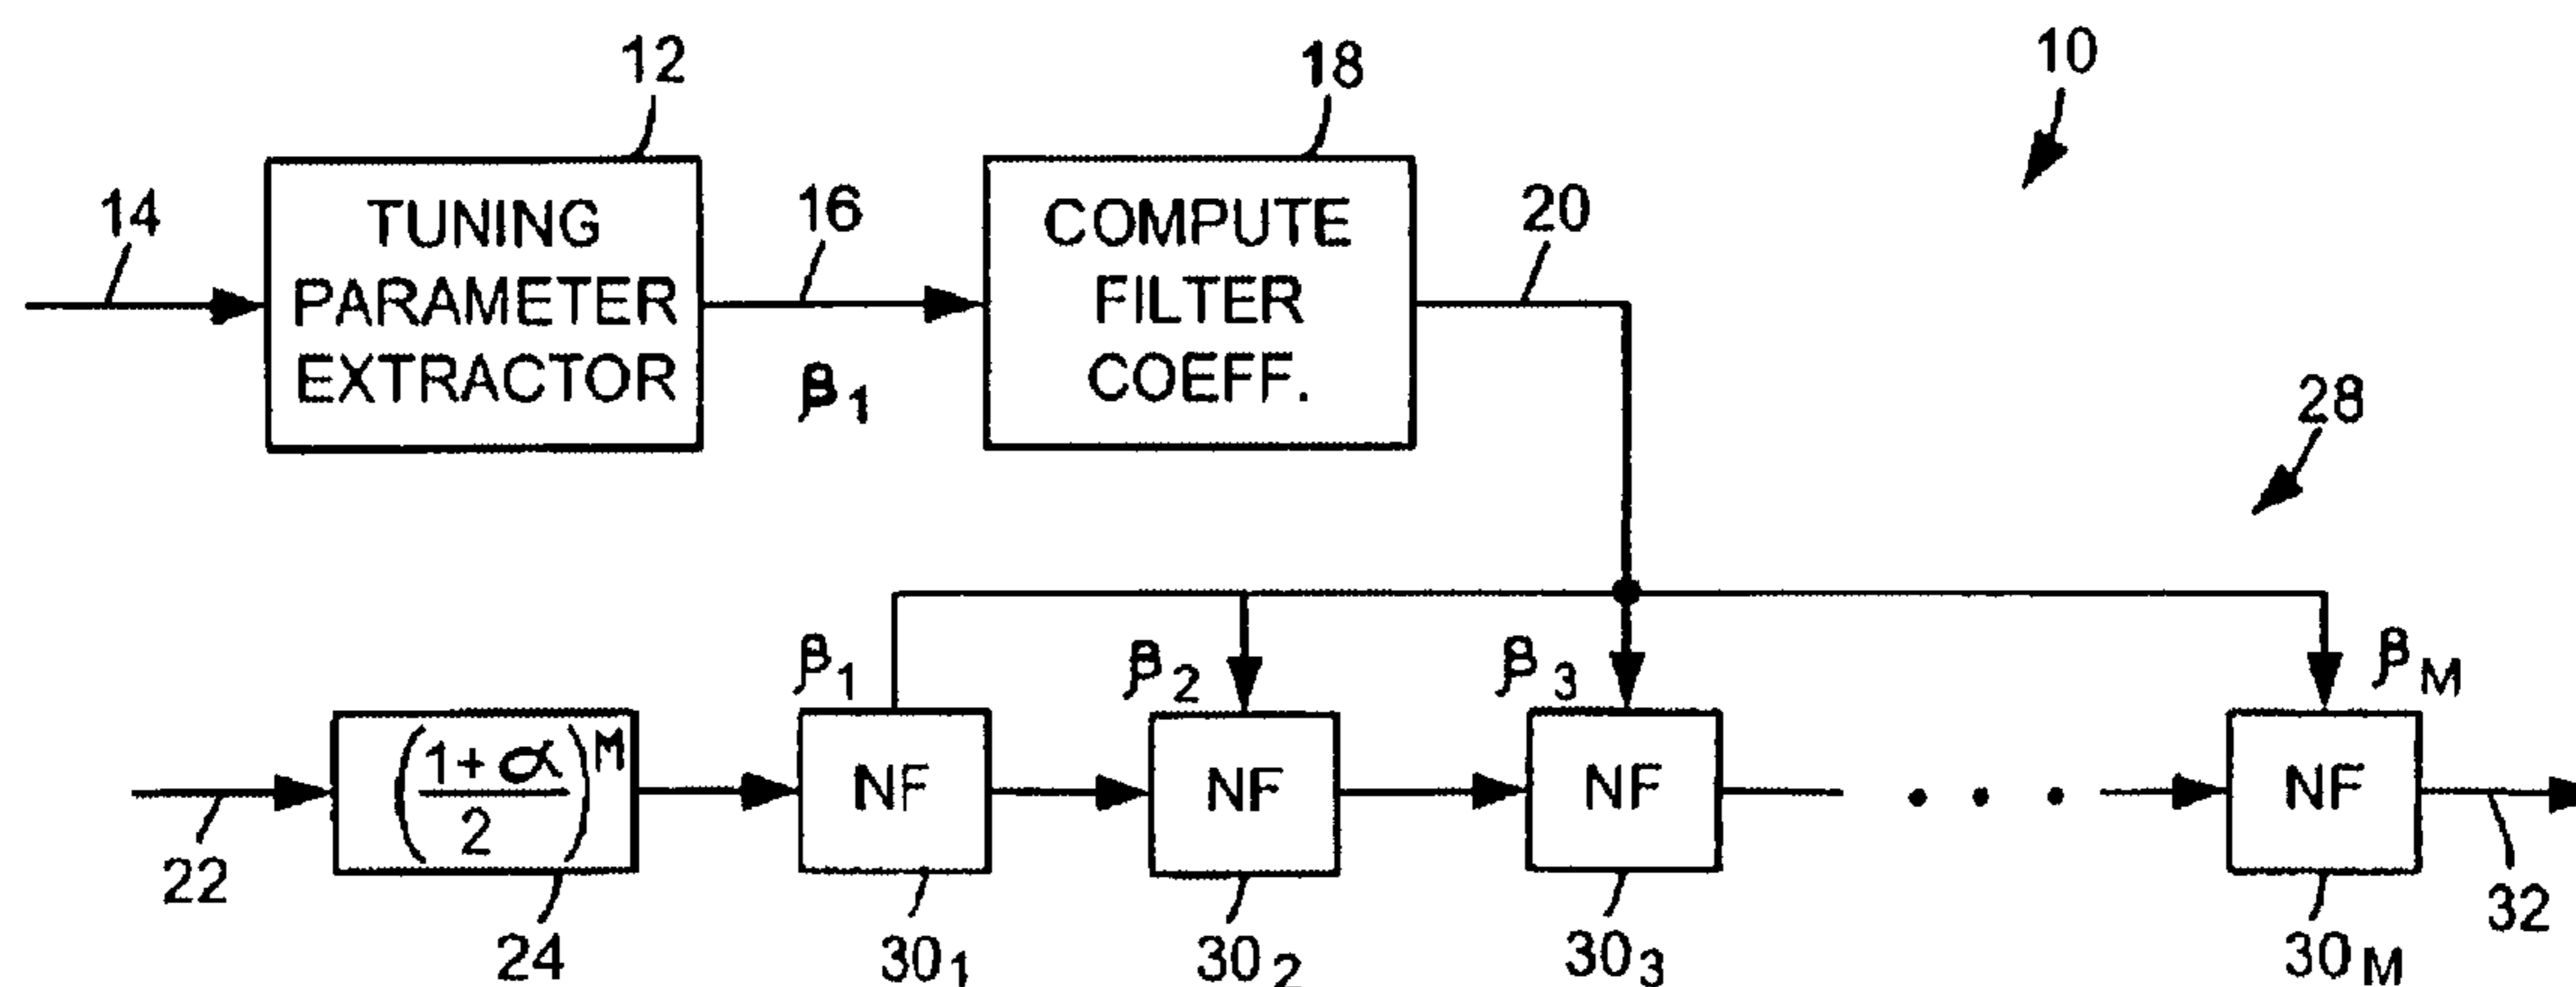 12
18
10
14
TUNING
PARAMETER
EXTRACTOR
16
β1
COMPUTE
FILTER
COEFF.
20
28
β1
β2
β3
βM
(1+α/2)^M
NF
NF
NF
• • •
NF
22
24
301
302
303
30M
32